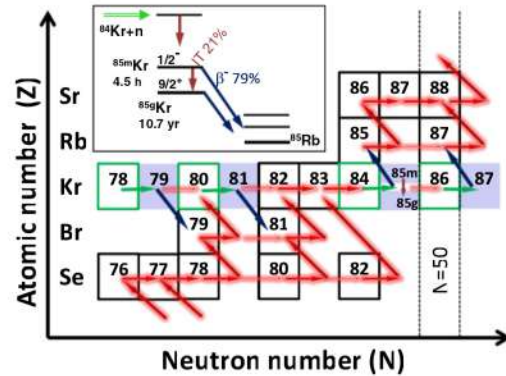 ⁸⁴Kr+n
IT 21%
⁸⁵ᵐKr 1/2⁻
4.5 h
β⁻ 79%
9/2⁺
⁸⁵ᵍKr
10.7 yr
⁸⁵Rb
Atomic number (Z)
Sr 86 87 88
Rb 85 87
Kr 78 79 80 81 82 83 84 85m 85g 86 87
Br 79 81
Se 76 77 78 80 82
N=50
Neutron number (N)